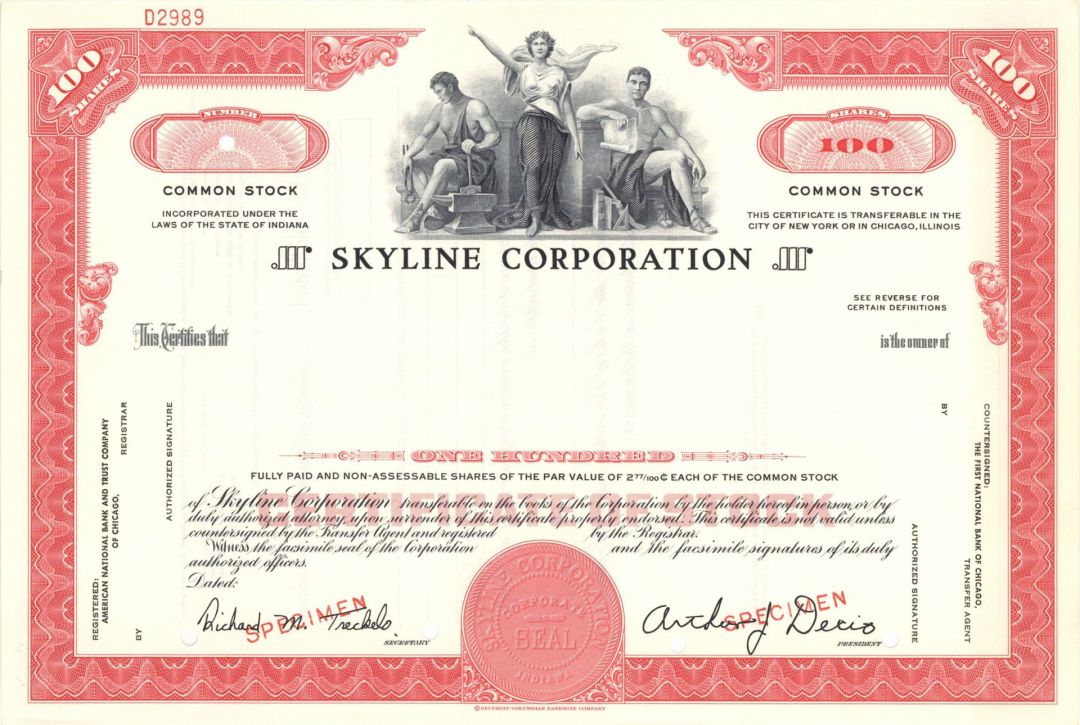 D2989
100
SHARES
100
SHARES
NUMBER
SHARES
100
COMMON STOCK
COMMON STOCK
INCORPORATED UNDER THE
LAWS OF THE STATE OF INDIANA
THIS CERTIFICATE IS TRANSFERABLE IN THE
CITY OF NEW YORK OR IN CHICAGO, ILLINOIS
SKYLINE CORPORATION
SEE REVERSE FOR
CERTAIN DEFINITIONS
This Certifies that
is the owner of
REGISTERED:
AMERICAN NATIONAL BANK AND TRUST COMPANY
OF CHICAGO,
REGISTRAR
BY
AUTHORIZED SIGNATURE
COUNTERSIGNED:
THE FIRST NATIONAL BANK OF CHICAGO,
TRANSFER AGENT
BY
AUTHORIZED SIGNATURE
ONE HUNDRED
FULLY PAID AND NON-ASSESSABLE SHARES OF THE PAR VALUE OF 2 77/100 ¢ EACH OF THE COMMON STOCK
of Skyline Corporation transferable on the books of the Corporation by the holder hereof in person, or by
duly authorized attorney, upon surrender of this certificate properly endorsed. This certificate is not valid unless
countersigned by the Transfer Agent and registered by the Registrar.
Witness the facsimile seal of the Corporation and the facsimile signatures of its duly
authorized officers.
Dated:
Richard M. Treckelo
SPECIMEN
SECRETARY
SKYLINE CORPORATION
CORPORATE
SEAL
INDIANA
Arthur J Decio
SPECIMEN
PRESIDENT
© SECURITY-COLUMBIAN BANKNOTE COMPANY